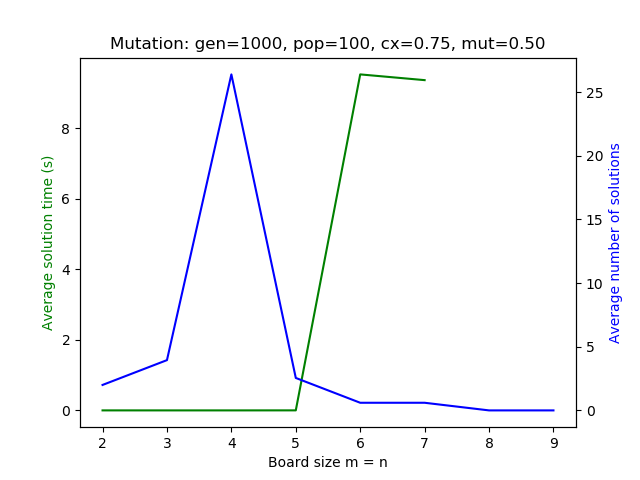 Mutation: gen=1000, pop=100, cx=0.75, mut=0.50
Average solution time (s)
8
6
4
2
0
25
20
15
10
5
0
Average number of solutions
2 3 4 5 6 7 8 9
Board size m = n